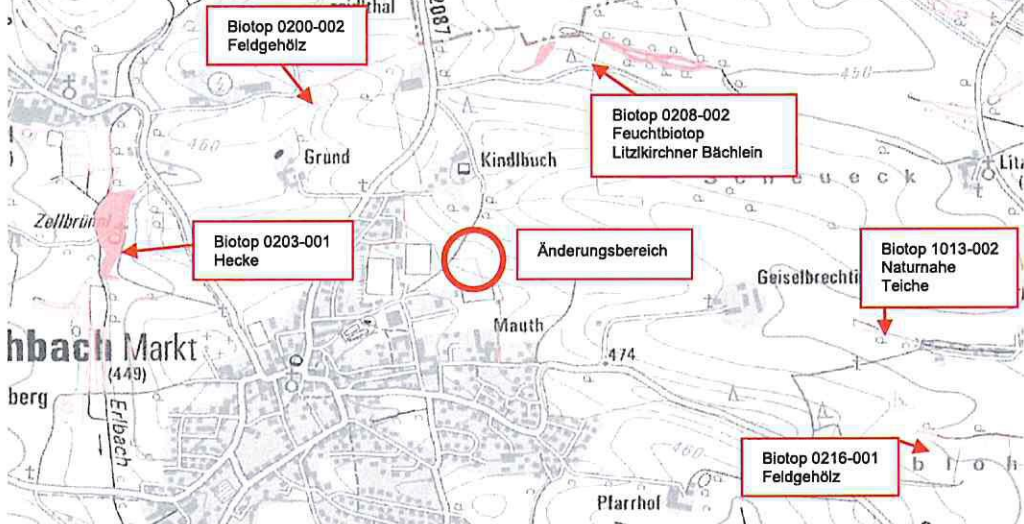 Biotop 0200-002
Feldgehölz
2087
Biotop 0208-002
Feuchtbiotop
Litzlkirchner Bächlein
450
460
Grund
Kindlbuch
Scheueck
Zellbrünnl
Biotop 0203-001
Hecke
Änderungsbereich
Biotop 1013-002
Naturnahe
Teiche
Geiselbrechti
hbach Markt
(449)
Mauth
474
berg
Erlbach
Biotop 0216-001
Feldgehölz
460
Pfarrhof